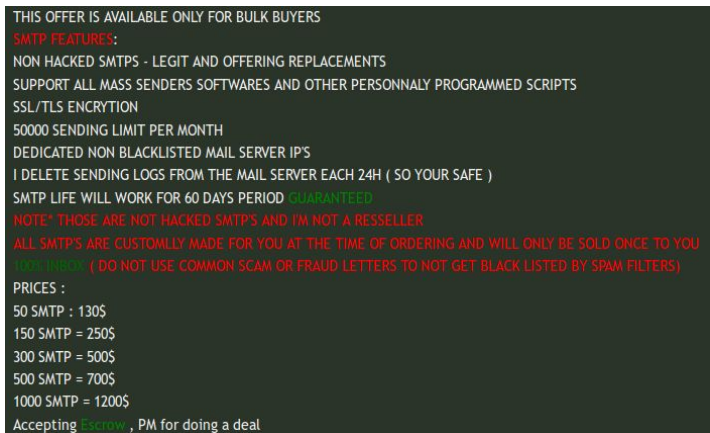 THIS OFFER IS AVAILABLE ONLY FOR BULK BUYERS
SMTP FEATURES:
NON HACKED SMTPS - LEGIT AND OFFERING REPLACEMENTS
SUPPORT ALL MASS SENDERS SOFTWARES AND OTHER PERSONNALY PROGRAMMED SCRIPTS
SSL/TLS ENCRYTION
50000 SENDING LIMIT PER MONTH
DEDICATED NON BLACKLISTED MAIL SERVER IP'S
I DELETE SENDING LOGS FROM THE MAIL SERVER EACH 24H ( SO YOUR SAFE )
SMTP LIFE WILL WORK FOR 60 DAYS PERIOD GUARANTEED
NOTE* THOSE ARE NOT HACKED SMTP'S AND I'M NOT A RESSELLER
ALL SMTP'S ARE CUSTOMLLY MADE FOR YOU AT THE TIME OF ORDERING AND WILL ONLY BE SOLD ONCE TO YOU
100% INBOX ( DO NOT USE COMMON SCAM OR FRAUD LETTERS TO NOT GET BLACK LISTED BY SPAM FILTERS)
PRICES :
50 SMTP : 130$
150 SMTP = 250$
300 SMTP = 500$
500 SMTP = 700$
1000 SMTP = 1200$
Accepting Escrow , PM for doing a deal